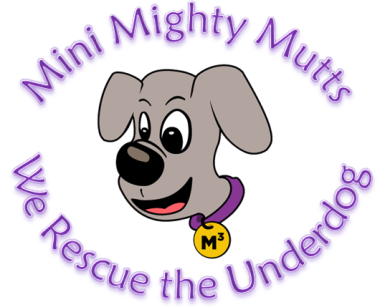 Mini Mighty Mutts
M³
We Rescue the Underdog